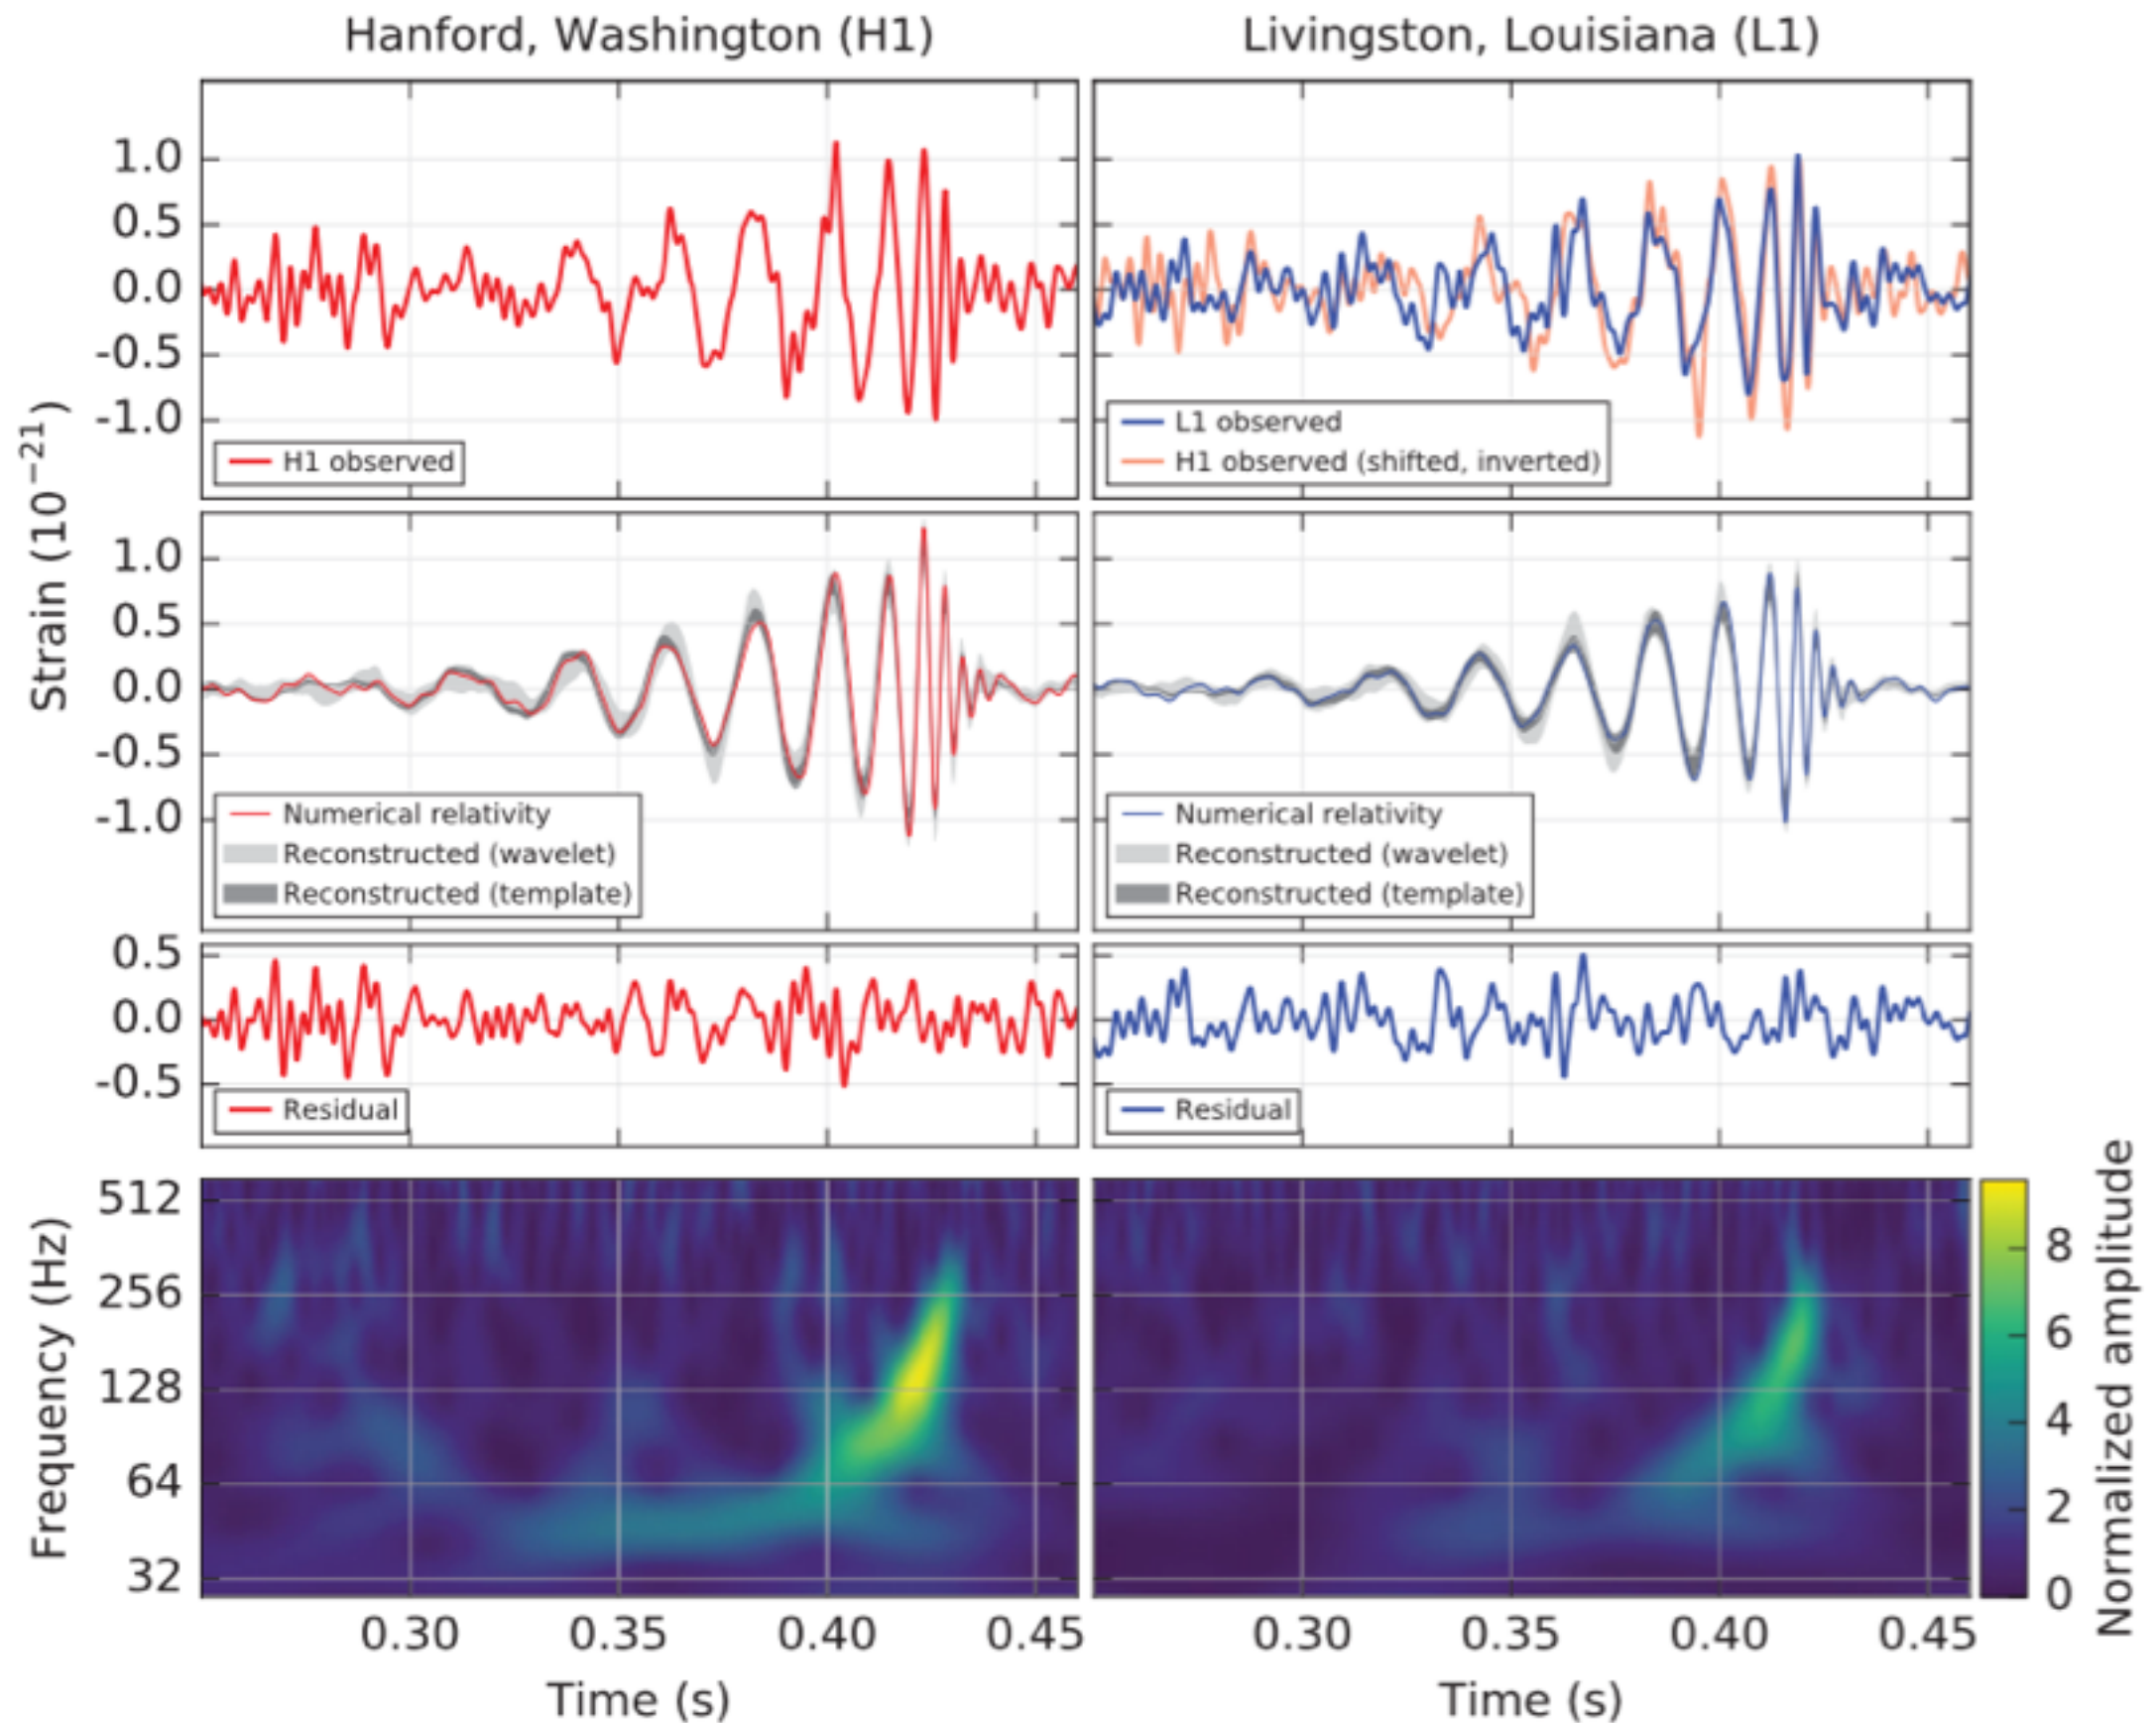 Hanford, Washington (H1)
Livingston, Louisiana (L1)
Strain (10⁻²¹)
1.0
0.5
0.0
-0.5
-1.0
H1 observed
L1 observed
H1 observed (shifted, inverted)
1.0
0.5
0.0
-0.5
-1.0
Numerical relativity
Reconstructed (wavelet)
Reconstructed (template)
Numerical relativity
Reconstructed (wavelet)
Reconstructed (template)
0.5
0.0
-0.5
Residual
Residual
Frequency (Hz)
512
256
128
64
32
0.30 0.35 0.40 0.45
Time (s)
0.30 0.35 0.40 0.45
Time (s)
8
6
4
2
0
Normalized amplitude